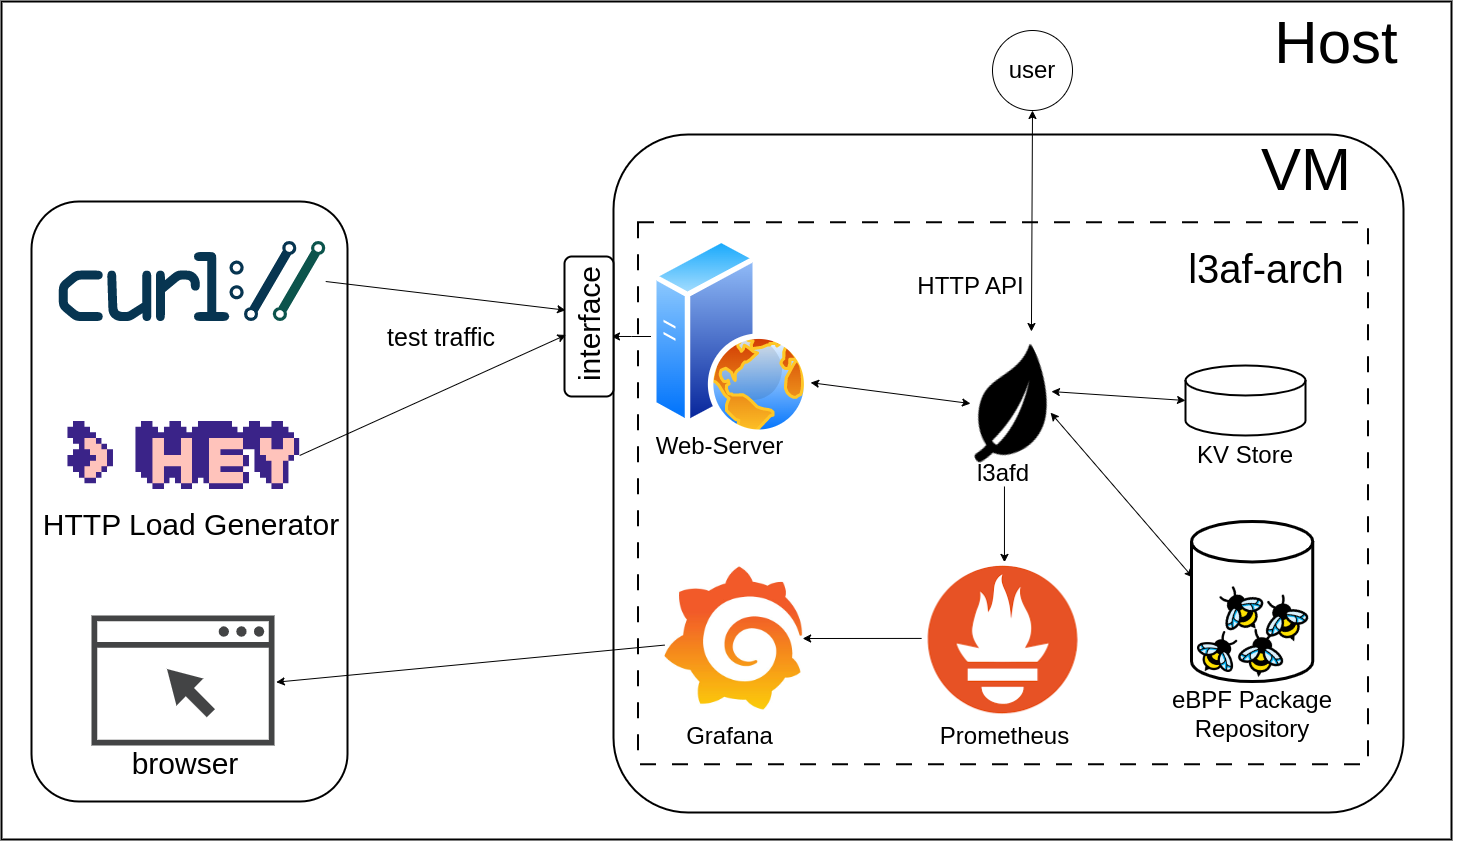 Host
user
VM
curl://
test traffic
interface
HTTP API
l3af-arch
Web-Server
l3afd
KV Store
> HEY
HTTP Load Generator
browser
Grafana
Prometheus
eBPF Package
Repository